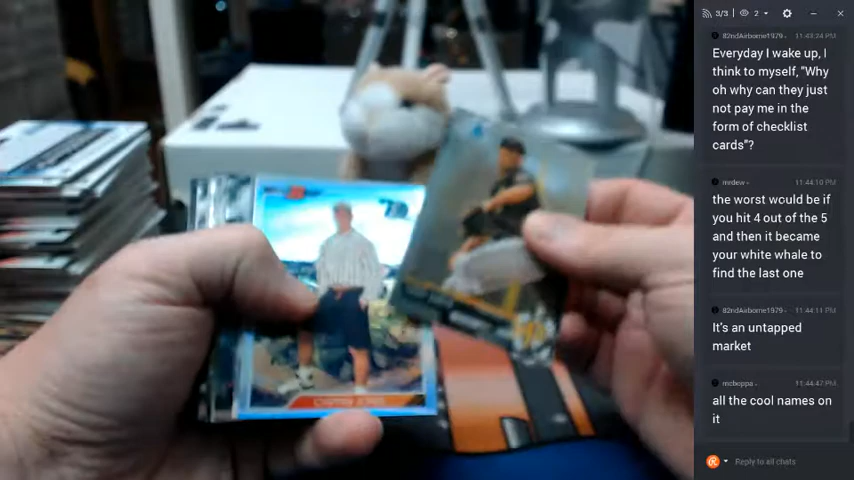 3/3
2
82ndAirborne1979 -
11:43:24 PM
Everyday I wake up, I
think to myself, "Why
oh why can they just
not pay me in the
form of checklist
cards"?
mrdew -
11:44:10 PM
the worst would be if
you hit 4 out of the 5
and then it became
your white whale to
find the last one
82ndAirborne1979 -
11:44:11 PM
It's an untapped
market
mcboppa -
11:44:47 PM
all the cool names on
it
Reply to all chats